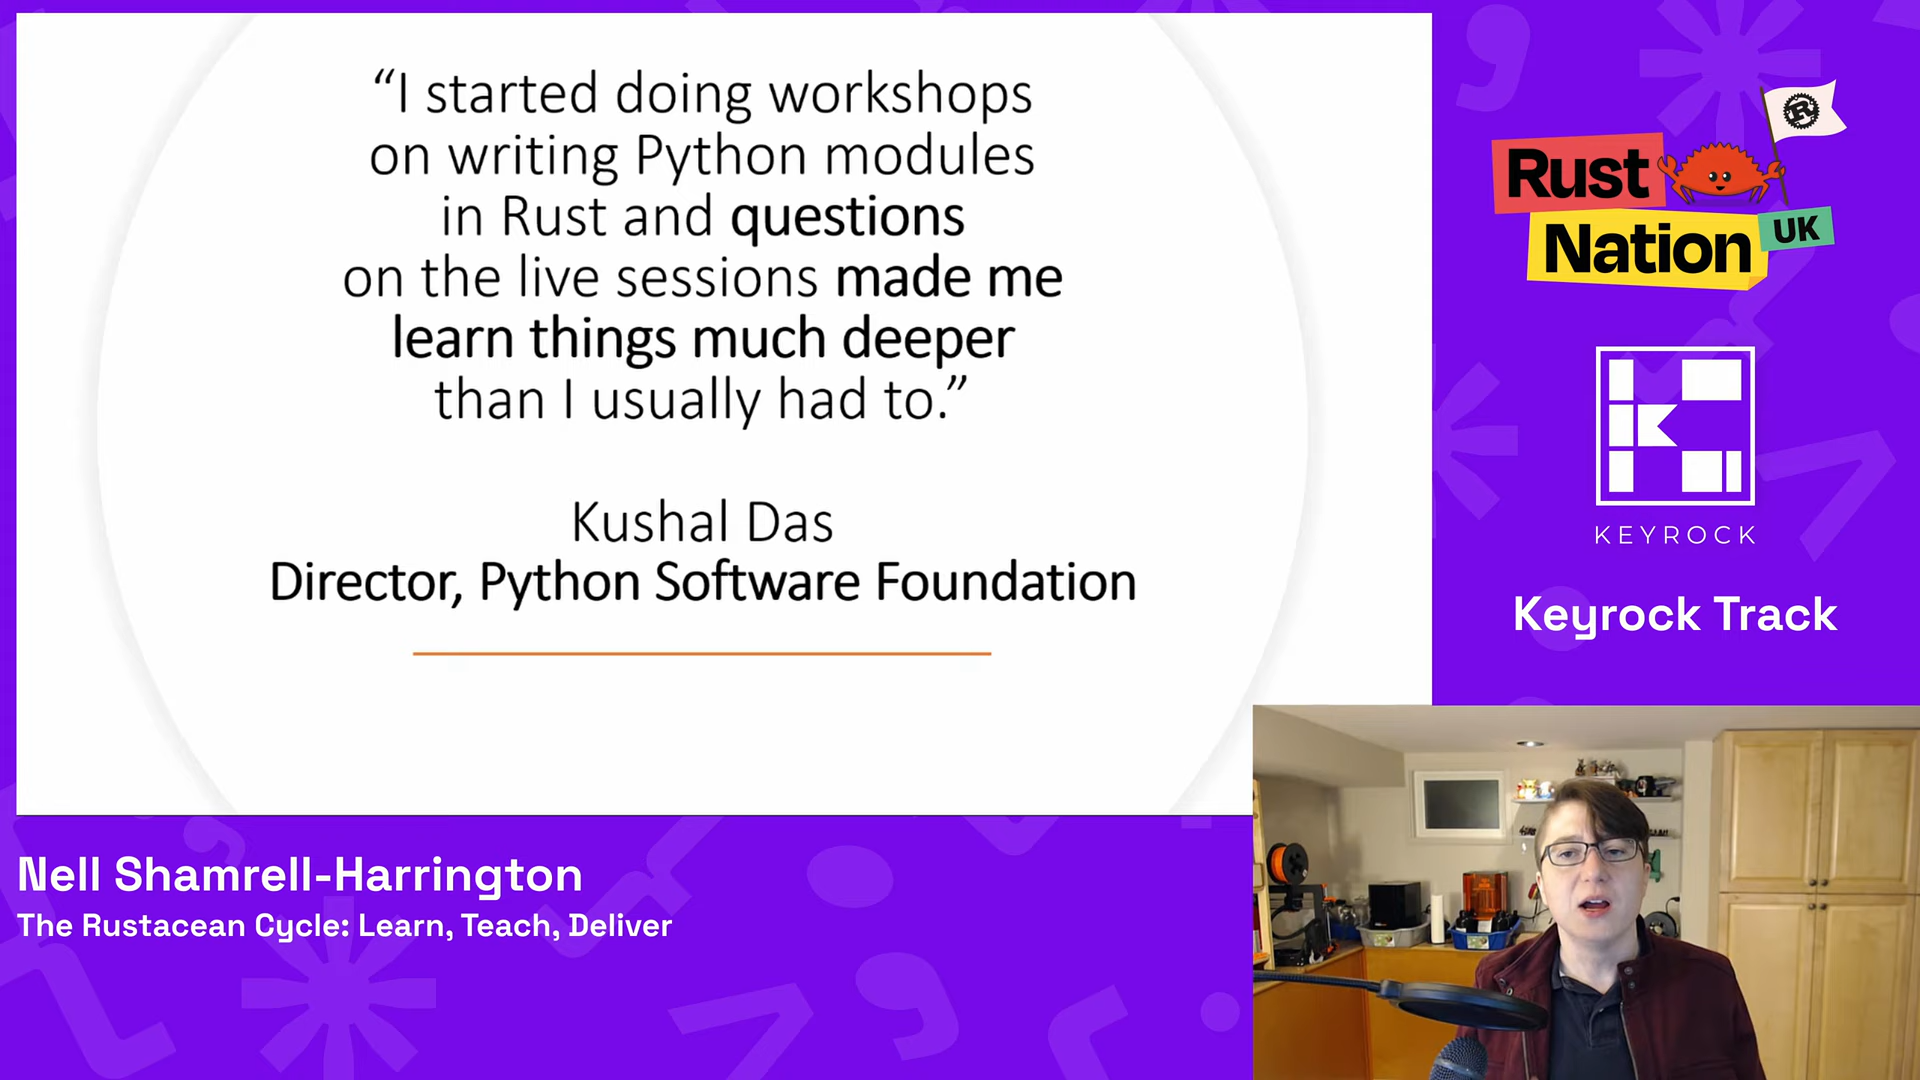 “I started doing workshops
on writing Python modules
in Rust and questions
on the live sessions made me
learn things much deeper
than I usually had to.”
Kushal Das
Director, Python Software Foundation
Rust
Nation
UK
R
KEYROCK
Keyrock Track
Nell Shamrell-Harrington
The Rustacean Cycle: Learn, Teach, Deliver